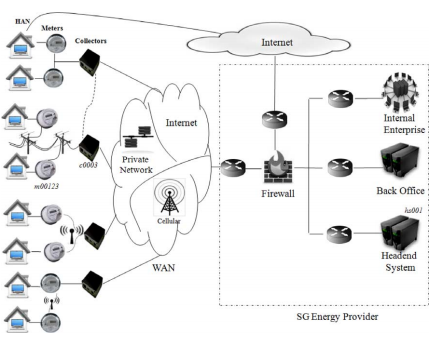 HAN
Meters
Collectors
Internet
Internet
Private
Network
Cellular
WAN
c0003
m00123
Firewall
Internal
Enterprise
Back Office
hs001
Headend
System
SG Energy Provider